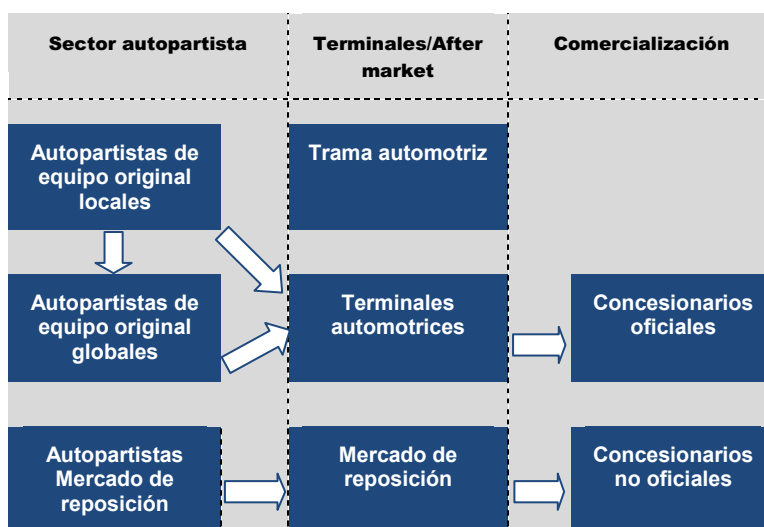 Sector autopartista
Terminales/After
market
Comercialización
Autopartistas de
equipo original
locales
Trama automotriz
Autopartistas de
equipo original
globales
Terminales
automotrices
Concesionarios
oficiales
Autopartistas
Mercado de
reposición
Mercado de
reposición
Concesionarios
no oficiales